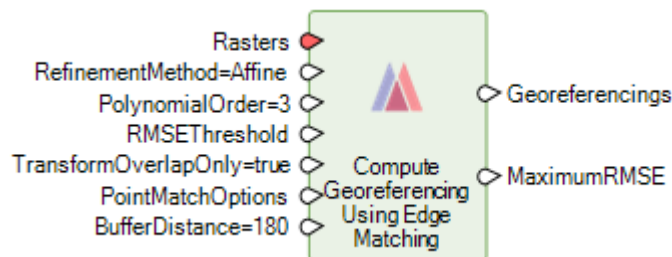 Rasters
RefinementMethod=Affine
PolynomialOrder=3
RMSEThreshold
TransformOverlapOnly=true
PointMatchOptions
BufferDistance=180
Compute
Georeferencing
Using Edge
Matching
Georeferencings
MaximumRMSE